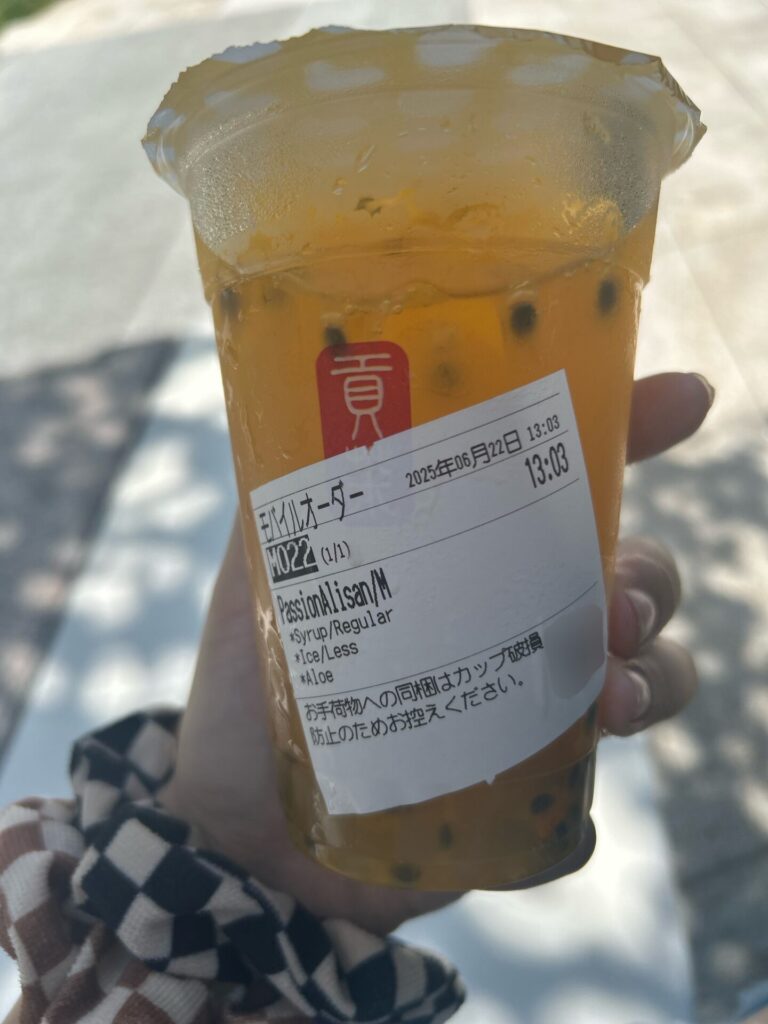 貢
モバイルオーダー 2025年06月22日 13:03
M022 (1/1) 13:03
PassionAlisan/M
*Syrup/Regular
*Ice/Less
*Aloe
お手荷物への同梱はカップ破損
防止のためお控えください。